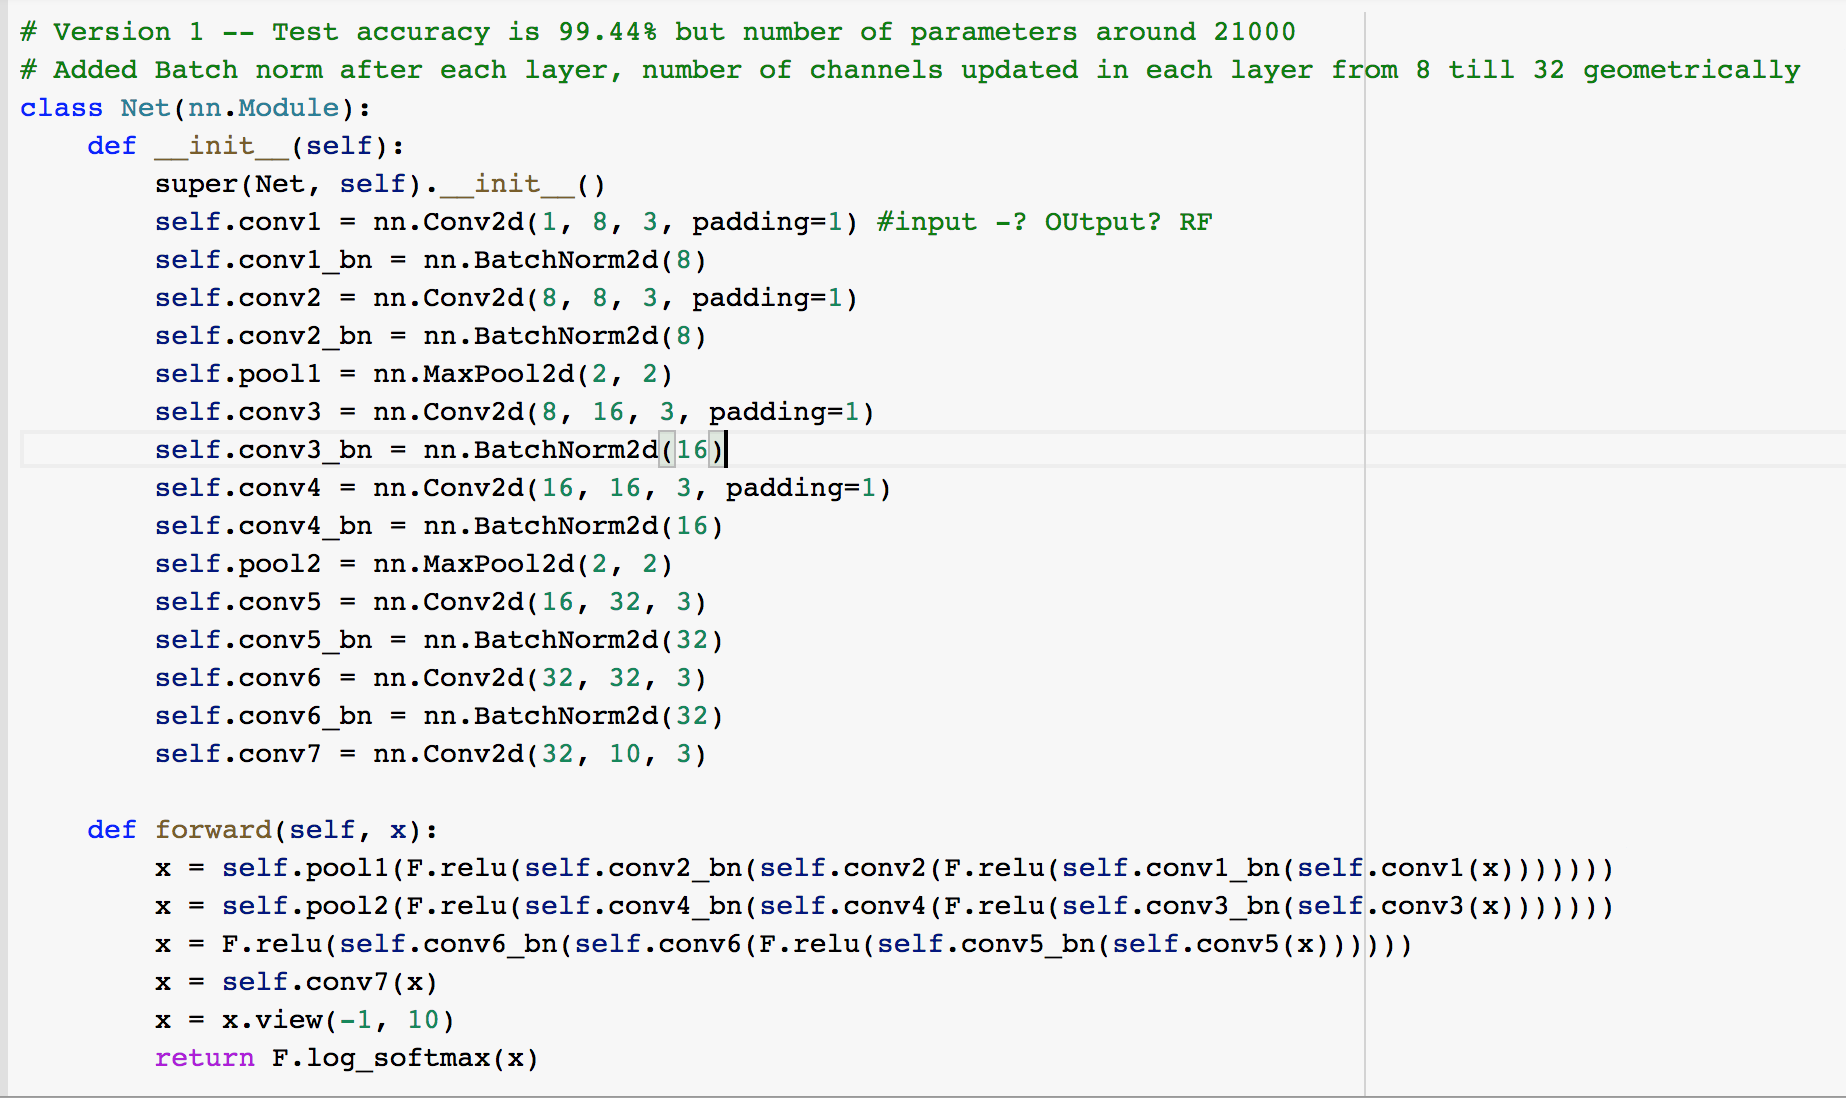 # Version 1 -- Test accuracy is 99.44% but number of parameters around 21000
# Added Batch norm after each layer, number of channels updated in each layer from 8 till 32 geometrically
class Net(nn.Module):
    def __init__(self):
        super(Net, self).__init__()
        self.conv1 = nn.Conv2d(1, 8, 3, padding=1) #input -? OUtput? RF
        self.conv1_bn = nn.BatchNorm2d(8)
        self.conv2 = nn.Conv2d(8, 8, 3, padding=1)
        self.conv2_bn = nn.BatchNorm2d(8)
        self.pool1 = nn.MaxPool2d(2, 2)
        self.conv3 = nn.Conv2d(8, 16, 3, padding=1)
        self.conv3_bn = nn.BatchNorm2d(16)
        self.conv4 = nn.Conv2d(16, 16, 3, padding=1)
        self.conv4_bn = nn.BatchNorm2d(16)
        self.pool2 = nn.MaxPool2d(2, 2)
        self.conv5 = nn.Conv2d(16, 32, 3)
        self.conv5_bn = nn.BatchNorm2d(32)
        self.conv6 = nn.Conv2d(32, 32, 3)
        self.conv6_bn = nn.BatchNorm2d(32)
        self.conv7 = nn.Conv2d(32, 10, 3)
    def forward(self, x):
        x = self.pool1(F.relu(self.conv2_bn(self.conv2(F.relu(self.conv1_bn(self.conv1(x)))))))
        x = self.pool2(F.relu(self.conv4_bn(self.conv4(F.relu(self.conv3_bn(self.conv3(x)))))))
        x = F.relu(self.conv6_bn(self.conv6(F.relu(self.conv5_bn(self.conv5(x))))))
        x = self.conv7(x)
        x = x.view(-1, 10)
        return F.log_softmax(x)